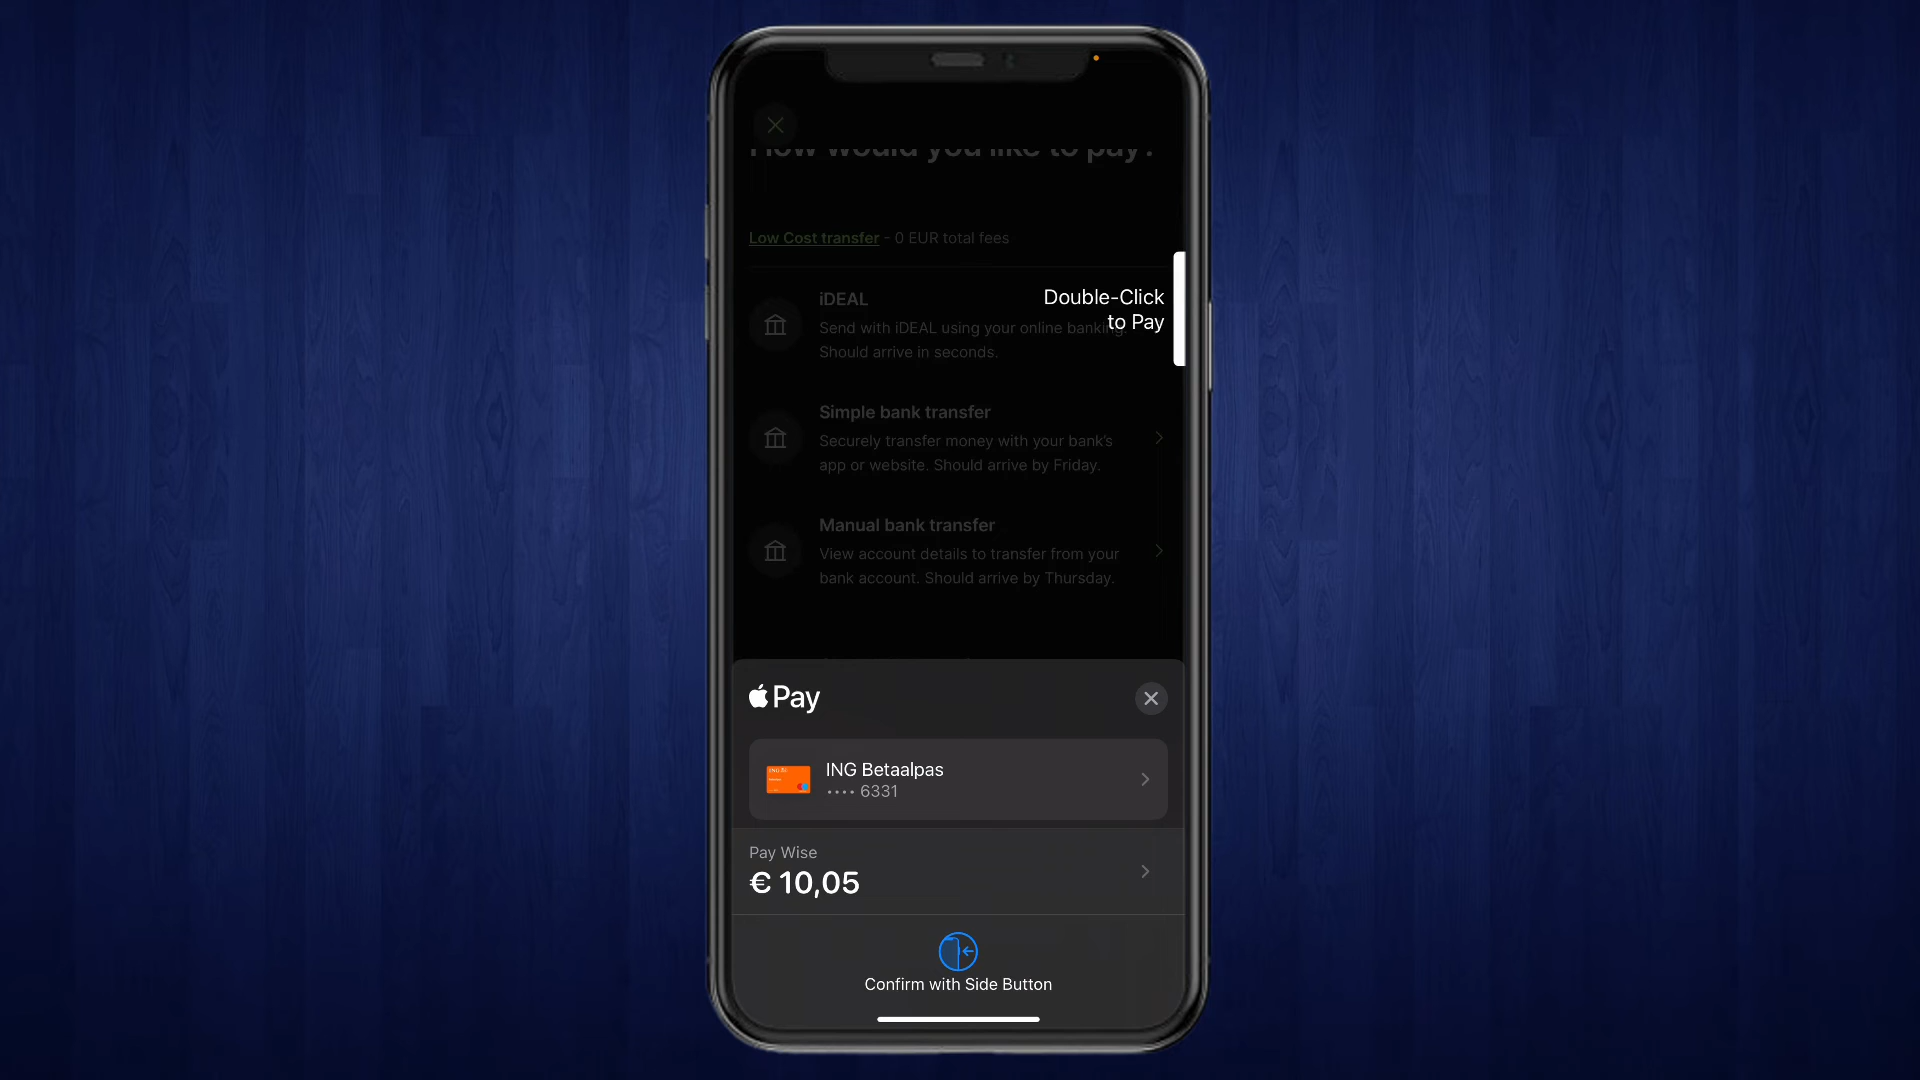 How would you like to pay?
Low Cost transfer - 0 EUR total fees
iDEAL
Send with iDEAL using your online banking.
Should arrive in seconds.
Double-Click
to Pay
Simple bank transfer
Securely transfer money with your bank's
app or website. Should arrive by Friday.
Manual bank transfer
View account details to transfer from your
bank account. Should arrive by Thursday.
Pay
ING Betaalpas
•••• 6331
Pay Wise
€ 10,05
Confirm with Side Button